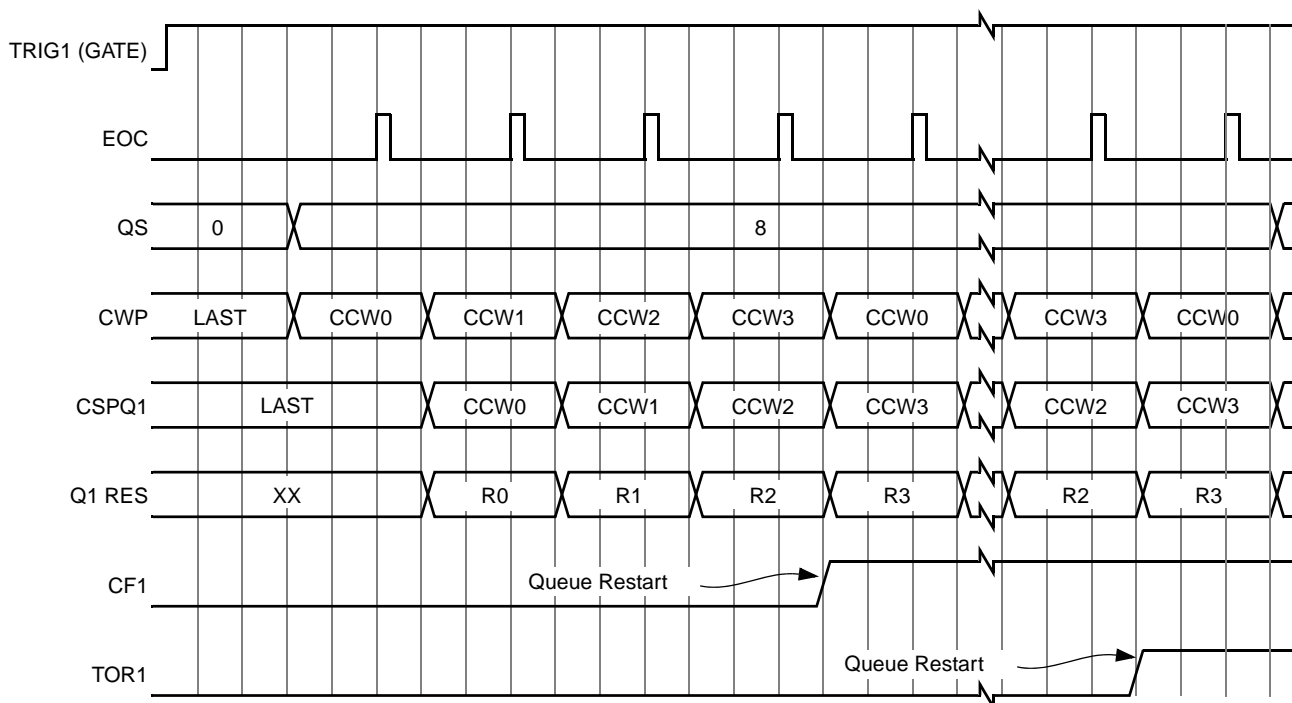 TRIG1 (GATE)
EOC
QS 0 8
CWP LAST CCW0 CCW1 CCW2 CCW3 CCW0 CCW3 CCW0
CSPQ1 LAST CCW0 CCW1 CCW2 CCW3 CCW2 CCW3
Q1 RES XX R0 R1 R2 R3 R2 R3
CF1 Queue Restart
TOR1 Queue Restart